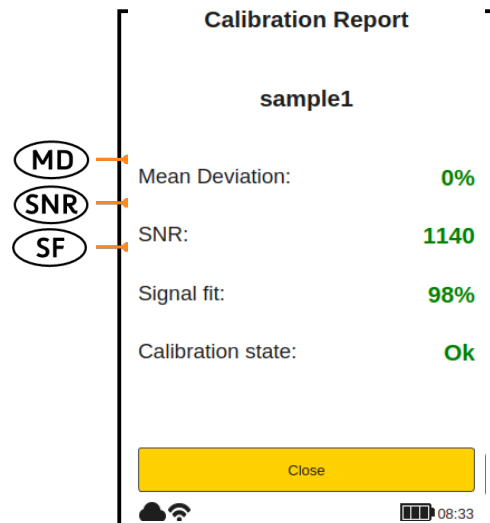 Calibration Report
sample1
MD
Mean Deviation: 0%
SNR
SNR: 1140
SF
Signal fit: 98%
Calibration state: Ok
Close
08:33